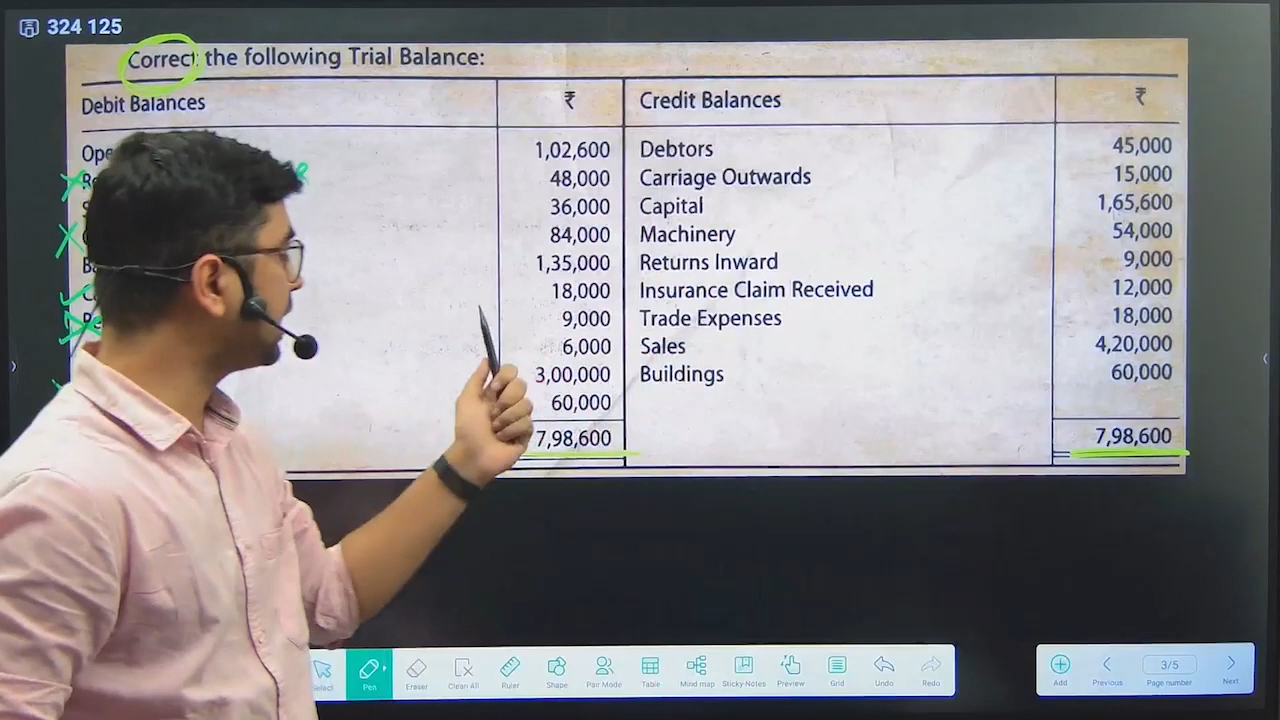 324 125
Correct the following Trial Balance:
Debit Balances ₹ Credit Balances ₹
1,02,600 Debtors 45,000
48,000 Carriage Outwards 15,000
36,000 Capital 1,65,600
84,000 Machinery 54,000
1,35,000 Returns Inward 9,000
18,000 Insurance Claim Received 12,000
9,000 Trade Expenses 18,000
6,000 Sales 4,20,000
3,00,000 Buildings 60,000
60,000
7,98,600 7,98,600
Select Pen Eraser Clean All Ruler Shape Pair Mode Table Mind map Sticky-Notes Preview Grid Undo Redo
3/5
Add Previous Page number Next